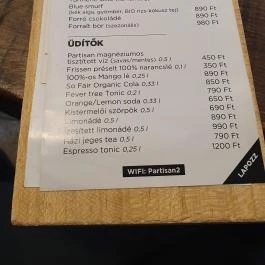 Blue smurf
(kék alga, gyömbér, BIO rizs-kókusz tej) 890 Ft
Forró csokoládé 890 Ft
Forralt bor (szezonális) 980 Ft
ÜDÍTŐK
Partisan magnéziumos
tisztított víz (savas/mentes) 0,5 l 450 Ft
Frissen préselt 100% narancslé 0,1 l 350 Ft
100%-os Mango lé 0,25 l 890 Ft
So Fair Organic Cola 0,33 l 850 Ft
Fever tree Tonic 0,2 l 790 Ft
Orange/Lemon soda 0,33 l 650 Ft
Kistermelői szörpök 0,5 l 690 Ft
Limonádé 0,5 l 890 Ft
Ízesített limonádé 0,5 l 990 Ft
Házi jeges tea 0,5 l 790 Ft
Espresso tonic 0,25 l 1200 Ft
WIFI: Partisan2
LAPOZZ